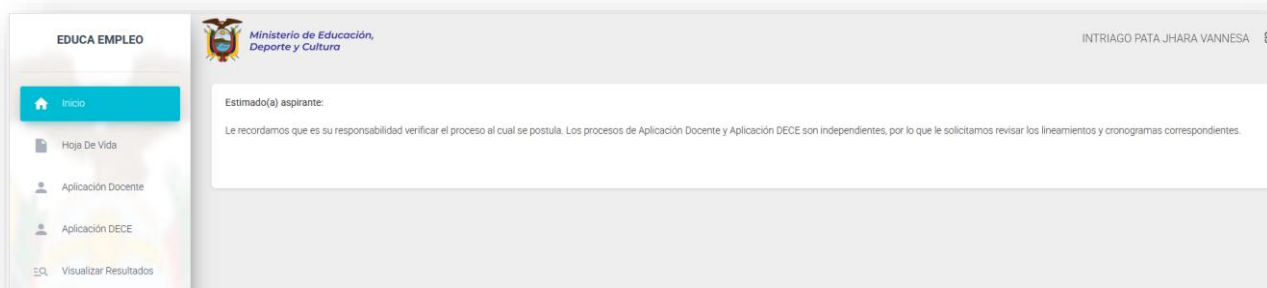 EDUCA EMPLEO
Inicio
Hoja De Vida
Aplicación Docente
Aplicación DECE
Visualizar Resultados
Ministerio de Educación,
Deporte y Cultura
INTRIAGO PATA JHARA VANNESA
Estimado(a) aspirante:
Le recordamos que es su responsabilidad verificar el proceso al cual se postula. Los procesos de Aplicación Docente y Aplicación DECE son independientes, por lo que le solicitamos revisar los lineamientos y cronogramas correspondientes.